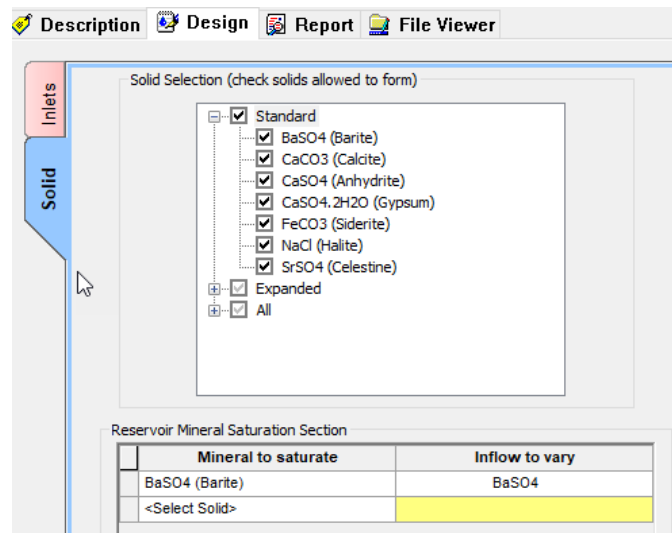 Description Design Report File Viewer
Inlets
Solid
Solid Selection (check solids allowed to form)
Standard
BaSO4 (Barite)
CaCO3 (Calcite)
CaSO4 (Anhydrite)
CaSO4.2H2O (Gypsum)
FeCO3 (Siderite)
NaCl (Halite)
SrSO4 (Celestine)
Expanded
All
Reservoir Mineral Saturation Section
Mineral to saturate Inflow to vary
BaSO4 (Barite) BaSO4
<Select Solid>